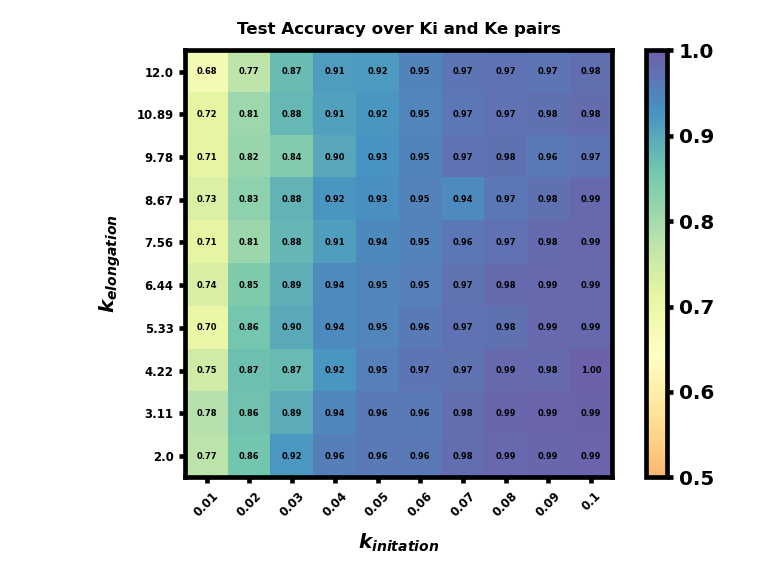 Test Accuracy over Ki and Ke pairs
12.0 0.68 0.77 0.87 0.91 0.92 0.95 0.97 0.97 0.97 0.98
10.89 0.72 0.81 0.88 0.91 0.92 0.95 0.97 0.97 0.98 0.98
9.78 0.71 0.82 0.84 0.90 0.93 0.95 0.97 0.98 0.96 0.97
8.67 0.73 0.83 0.88 0.92 0.93 0.95 0.94 0.97 0.98 0.99
7.56 0.71 0.81 0.88 0.91 0.94 0.95 0.96 0.97 0.98 0.99
6.44 0.74 0.85 0.89 0.94 0.95 0.95 0.97 0.98 0.99 0.99
5.33 0.70 0.86 0.90 0.94 0.95 0.96 0.97 0.98 0.99 0.99
4.22 0.75 0.87 0.87 0.92 0.95 0.97 0.97 0.99 0.98 1.00
3.11 0.78 0.86 0.89 0.94 0.96 0.96 0.98 0.99 0.99 0.99
2.0 0.77 0.86 0.92 0.96 0.96 0.96 0.98 0.99 0.99 0.99
0.01 0.02 0.03 0.04 0.05 0.06 0.07 0.08 0.09 0.1
kinitation
kelongation
1.0
0.9
0.8
0.7
0.6
0.5